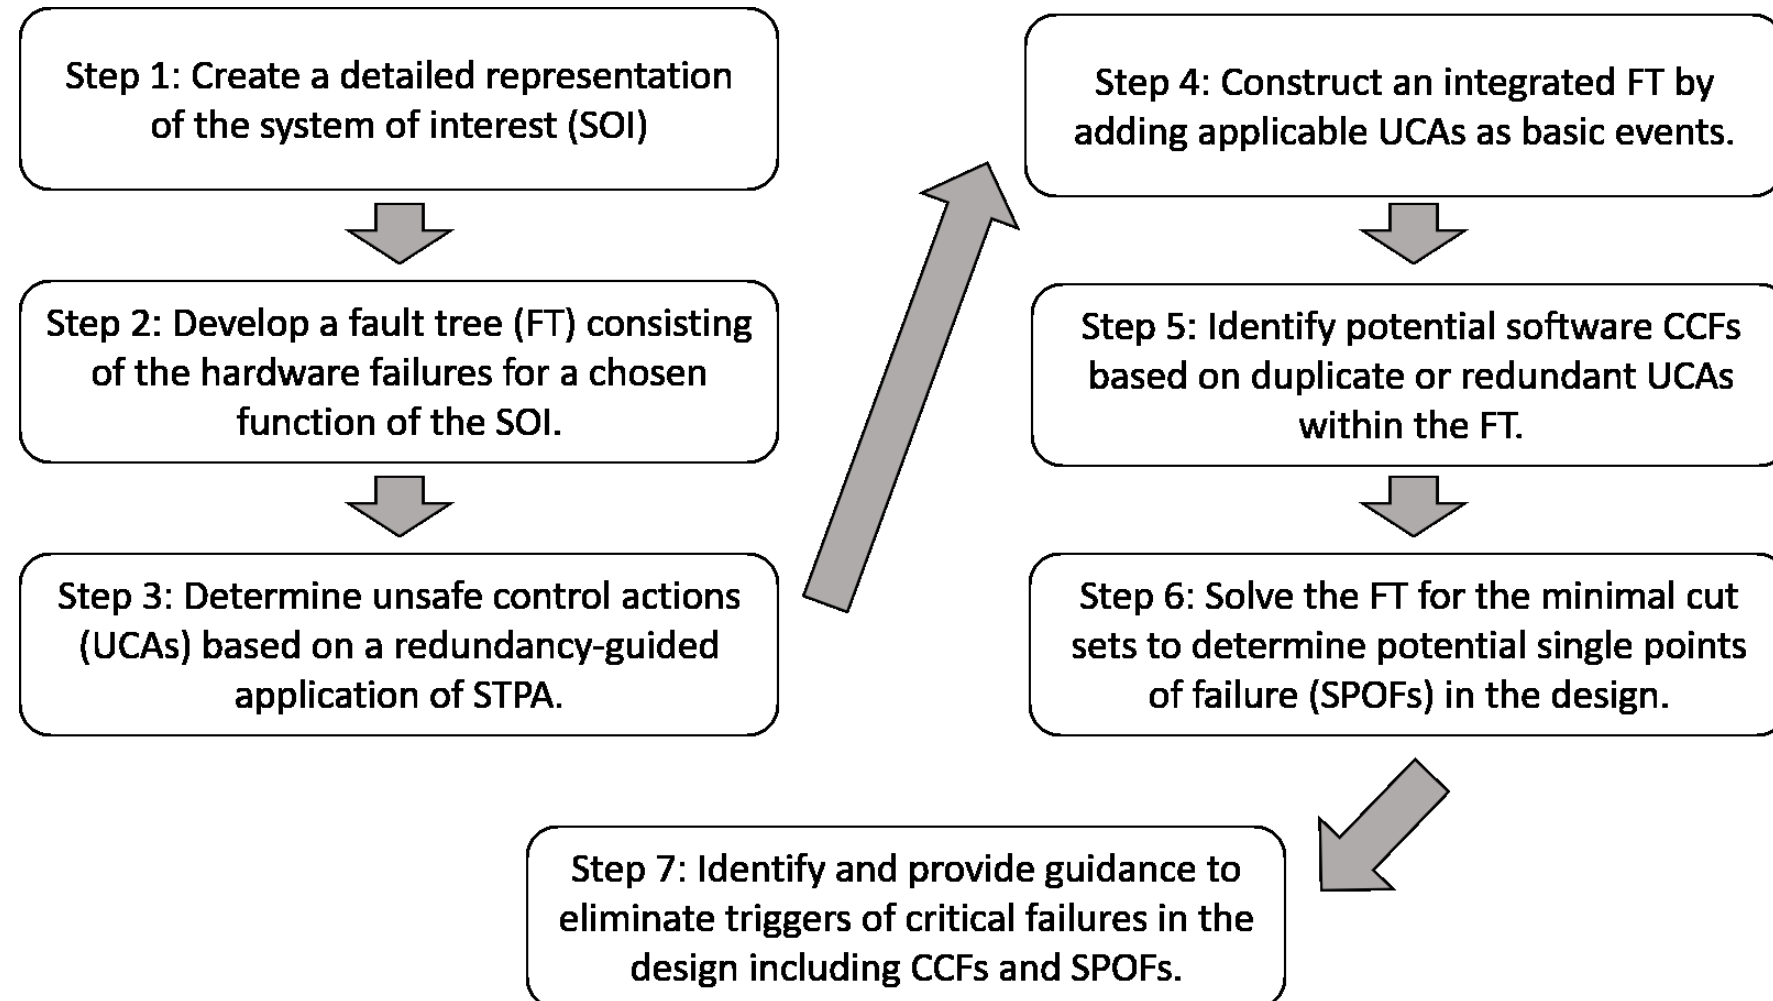 Step 1: Create a detailed representation
of the system of interest (SOI)
Step 2: Develop a fault tree (FT) consisting
of the hardware failures for a chosen
function of the SOI.
Step 3: Determine unsafe control actions
(UCAs) based on a redundancy-guided
application of STPA.
Step 4: Construct an integrated FT by
adding applicable UCAs as basic events.
Step 5: Identify potential software CCFs
based on duplicate or redundant UCAs
within the FT.
Step 6: Solve the FT for the minimal cut
sets to determine potential single points
of failure (SPOFs) in the design.
Step 7: Identify and provide guidance to
eliminate triggers of critical failures in the
design including CCFs and SPOFs.